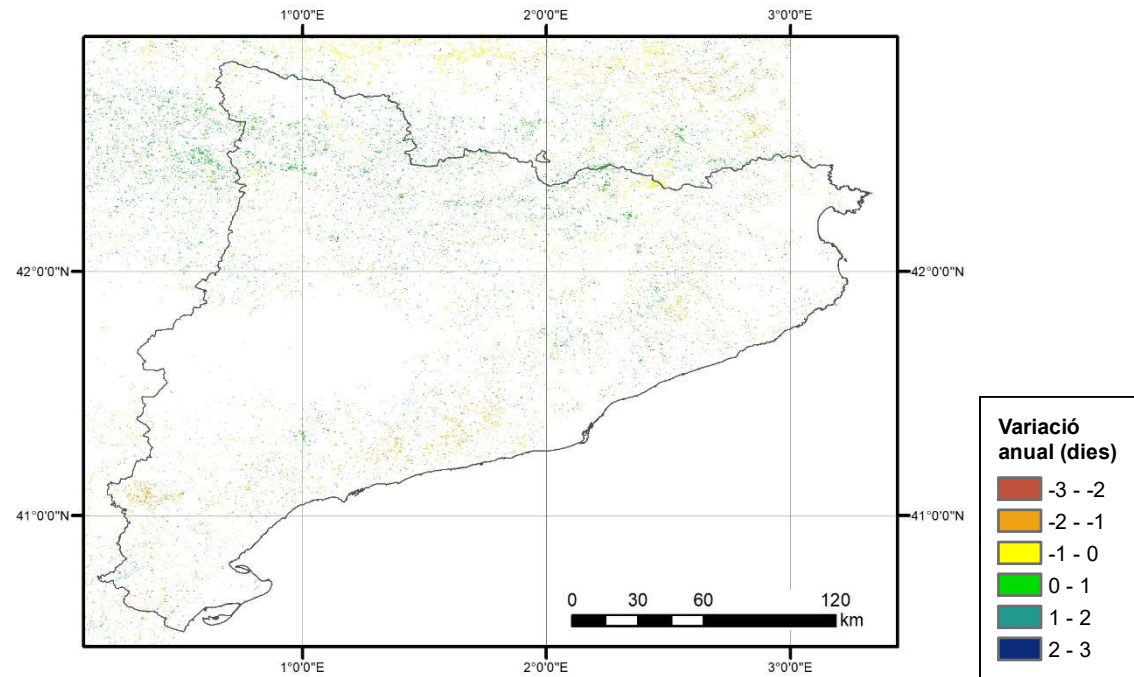 1°0'0"E 2°0'0"E 3°0'0"E
42°0'0"N 42°0'0"N
41°0'0"N 41°0'0"N
0 30 60 120
km
1°0'0"E 2°0'0"E 3°0'0"E
Variació
anual (dies)
-3 - -2
-2 - -1
-1 - 0
0 - 1
1 - 2
2 - 3